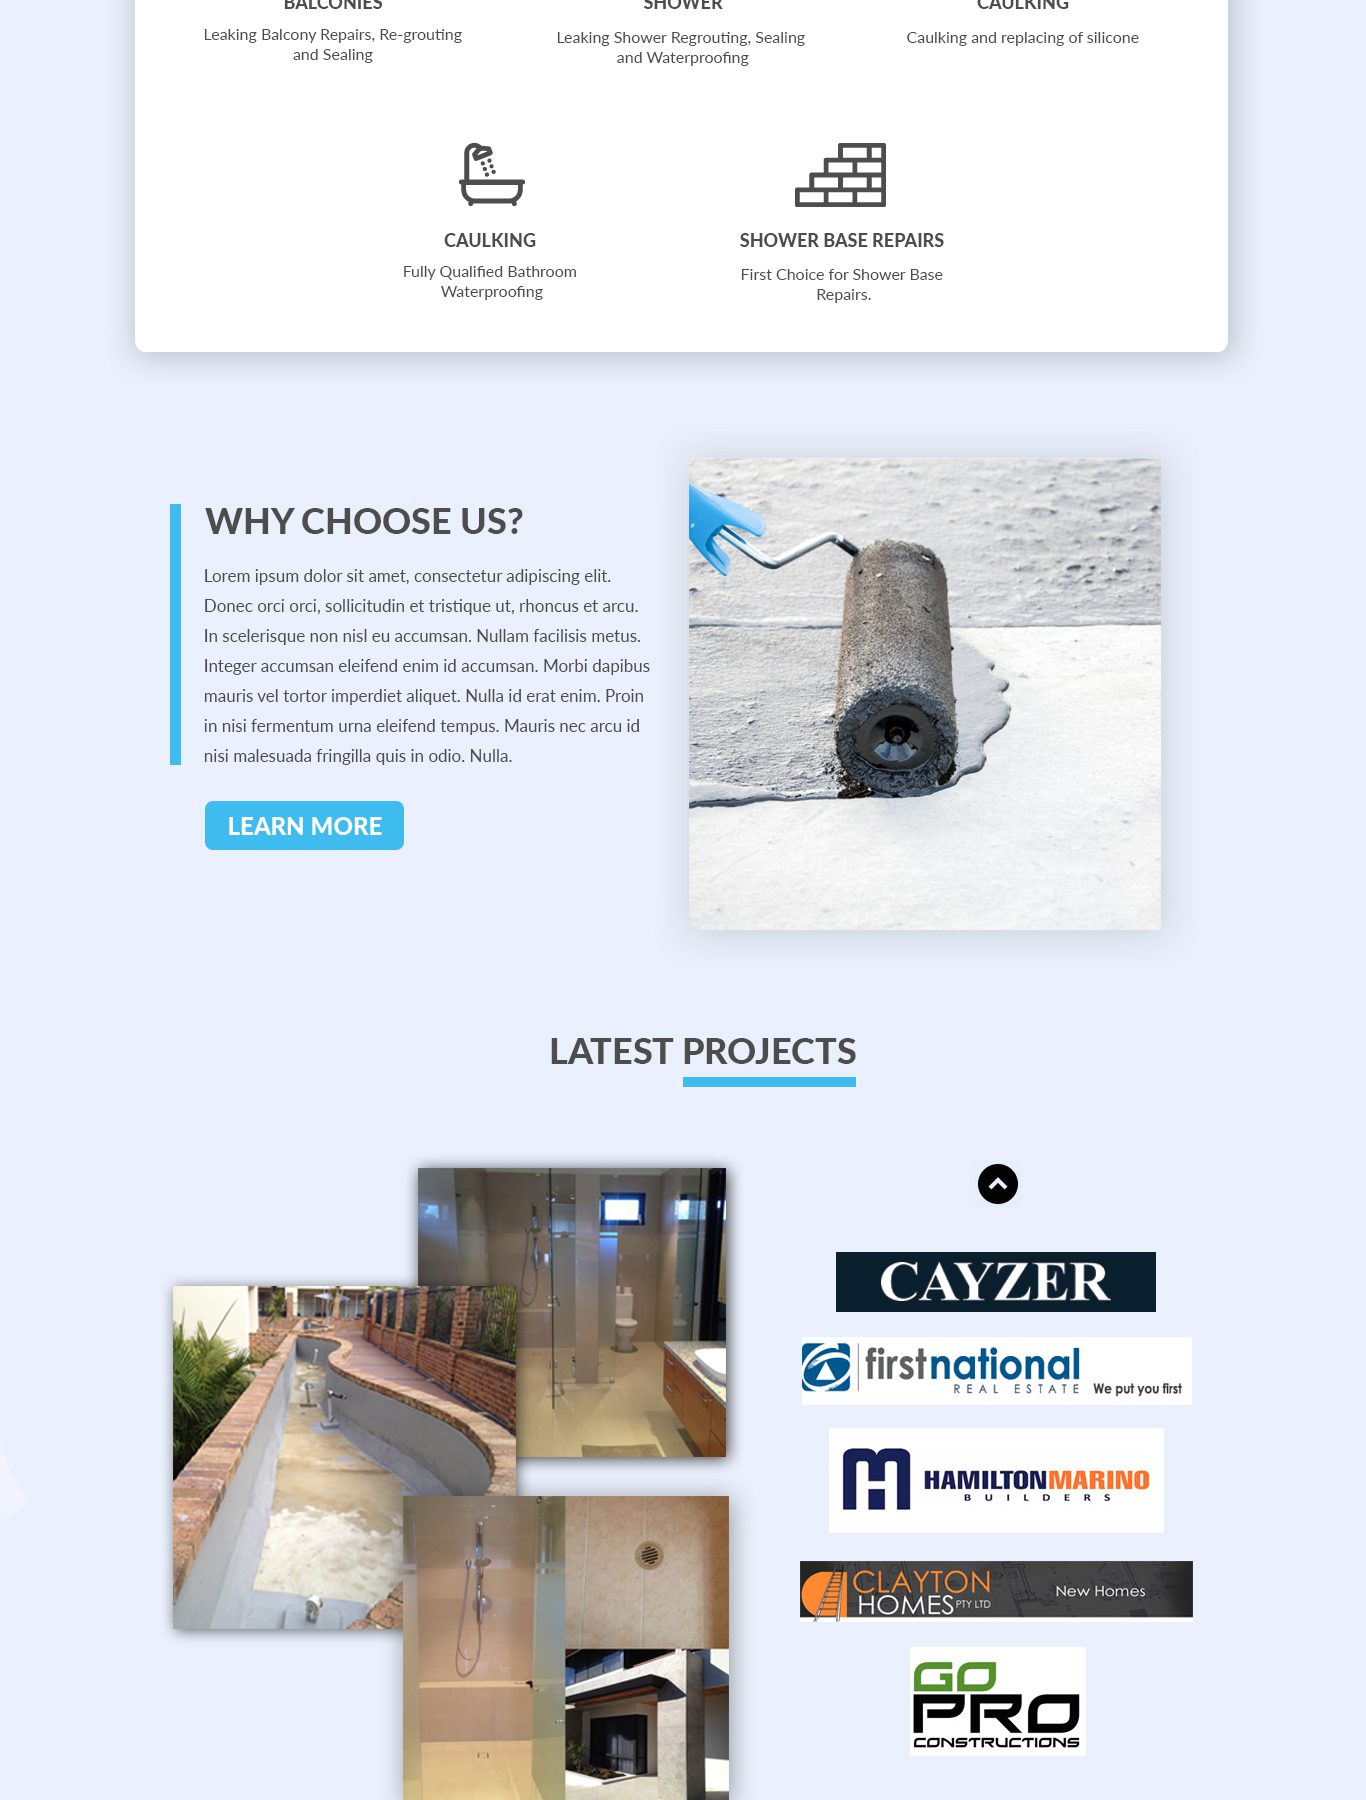 BALCONIES
Leaking Balcony Repairs, Re-grouting
and Sealing
SHOWER
Leaking Shower Regrouting, Sealing
and Waterproofing
CAULKING
Caulking and replacing of silicone
CAULKING
Fully Qualified Bathroom
Waterproofing
SHOWER BASE REPAIRS
First Choice for Shower Base
Repairs.
WHY CHOOSE US?
Lorem ipsum dolor sit amet, consectetur adipiscing elit.
Donec orci orci, sollicitudin et tristique ut, rhoncus et arcu.
In scelerisque non nisl eu accumsan. Nullam facilisis metus.
Integer accumsan eleifend enim id accumsan. Morbi dapibus
mauris vel tortor imperdiet aliquet. Nulla id erat enim. Proin
in nisi fermentum urna eleifend tempus. Mauris nec arcu id
nisi malesuada fringilla quis in odio. Nulla.
LEARN MORE
LATEST PROJECTS
CAYZER
firstnational
REAL ESTATE We put you first
HAMILTONMARINO
BUILDERS
CLAYTON
HOMES PTY LTD
New Homes
GO
PRO
CONSTRUCTIONS